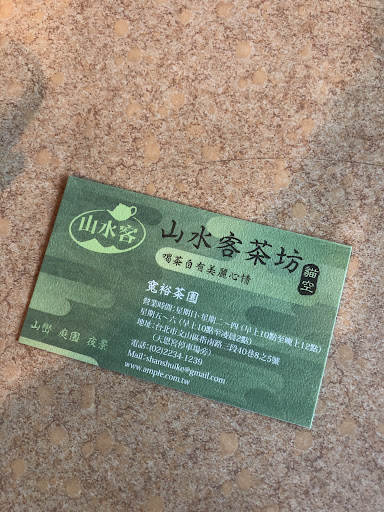 山水客
山水客茶坊
貓空
喝茶自有美麗心情
寬裕茶園
營業時間:星期日、星期一~四(早上10點至晚上12點)
星期五~六(早上10點至凌晨2點)
地址:台北市文山區指南路三段40巷8之5號
(天恩宮停車場旁)
電話:(02)2234-1239
Mail:shanshuike@gmail.com
www.ample.com.tw
山巒 庭園 夜景